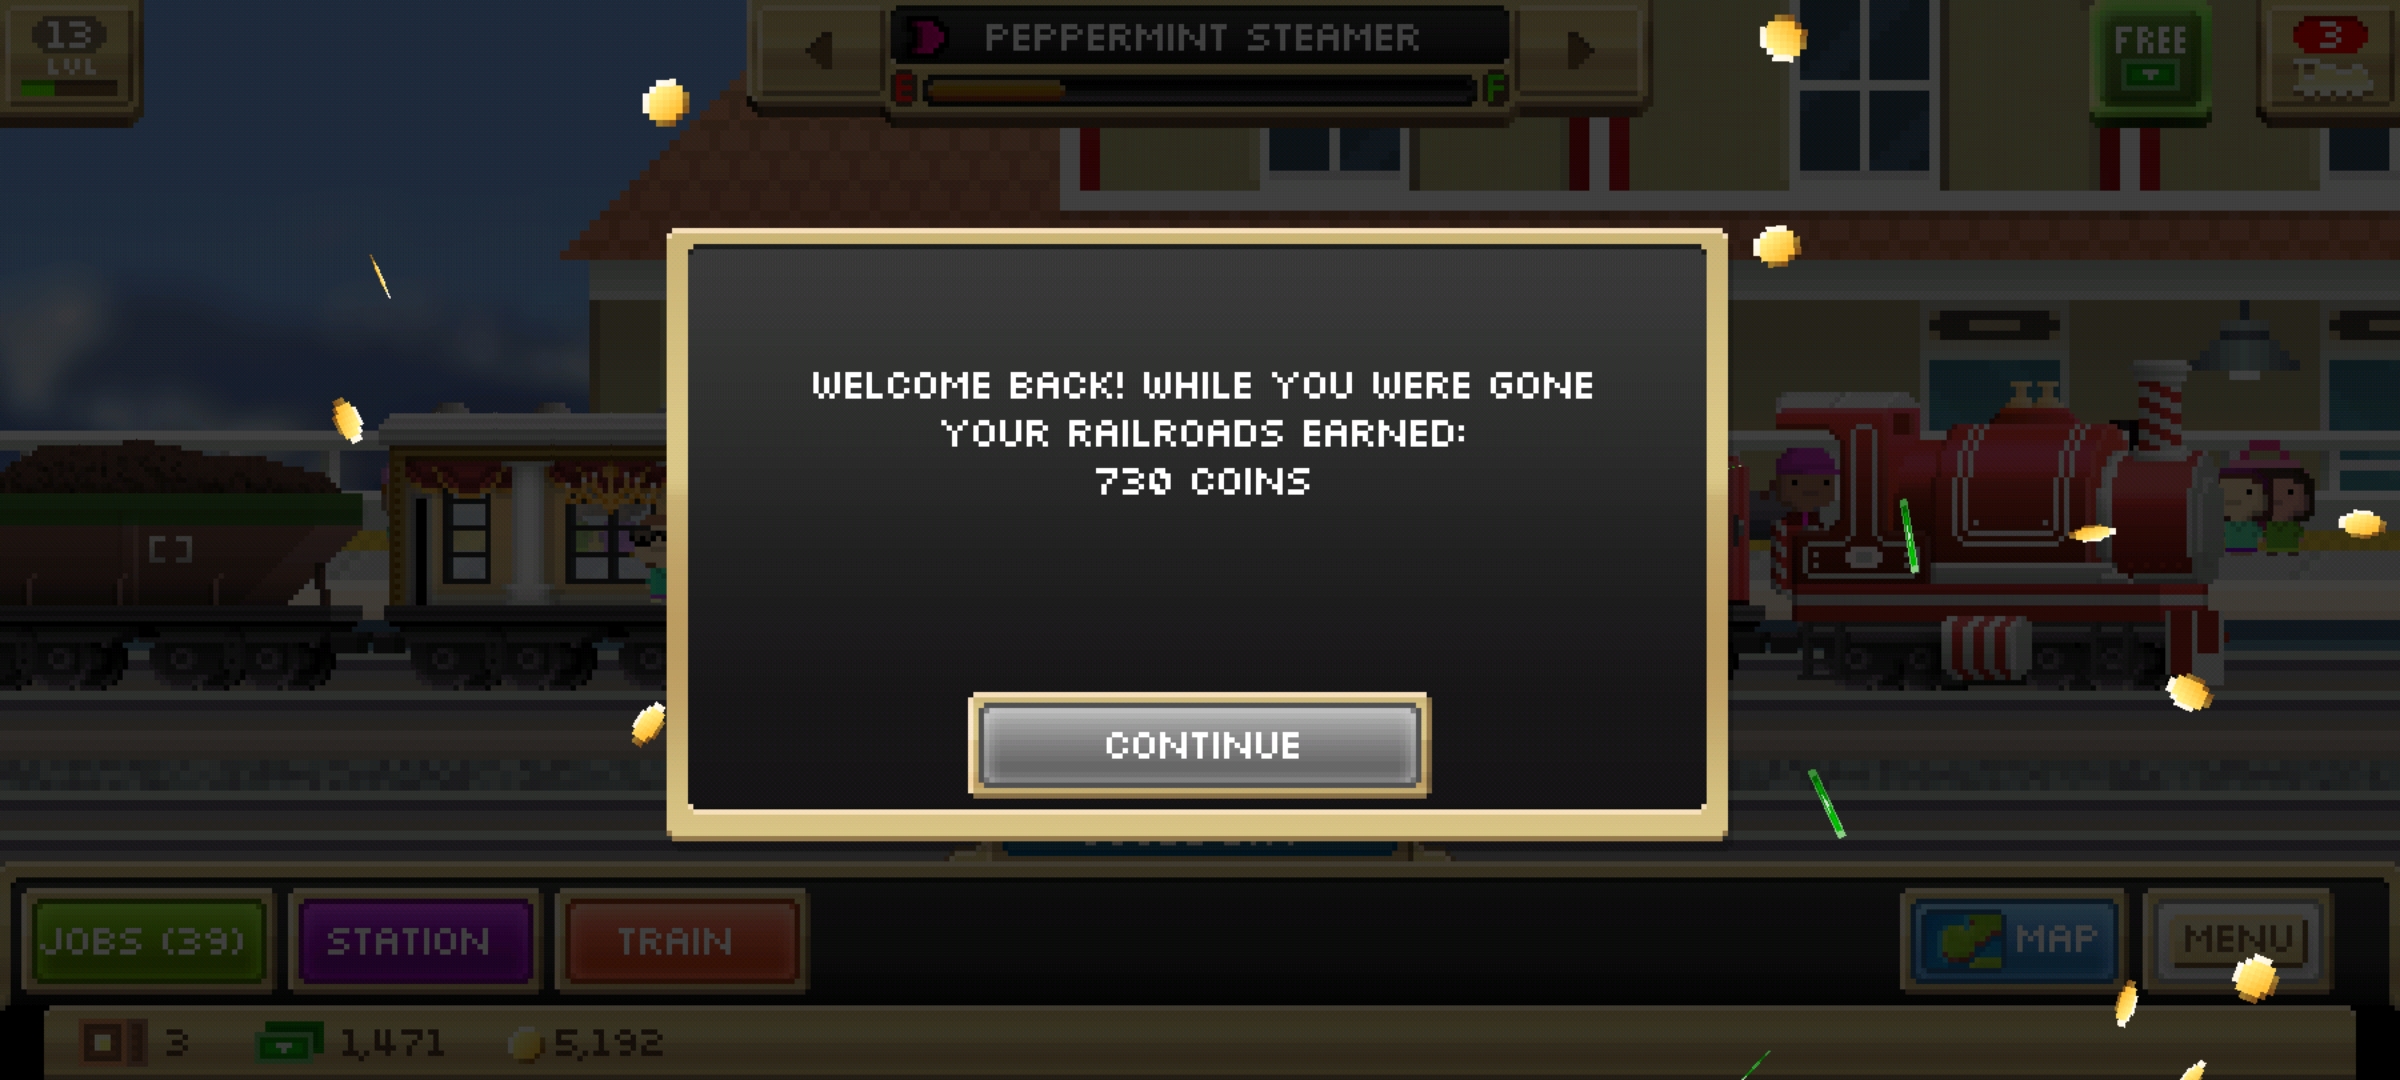 13
LVL
PEPPERMINT STEAMER
E
F
FREE
3
WELCOME BACK! WHILE YOU WERE GONE
YOUR RAILROADS EARNED:
730 COINS
CONTINUE
JOBS (39)
STATION
TRAIN
MAP
MENU
3
1,471
5,192